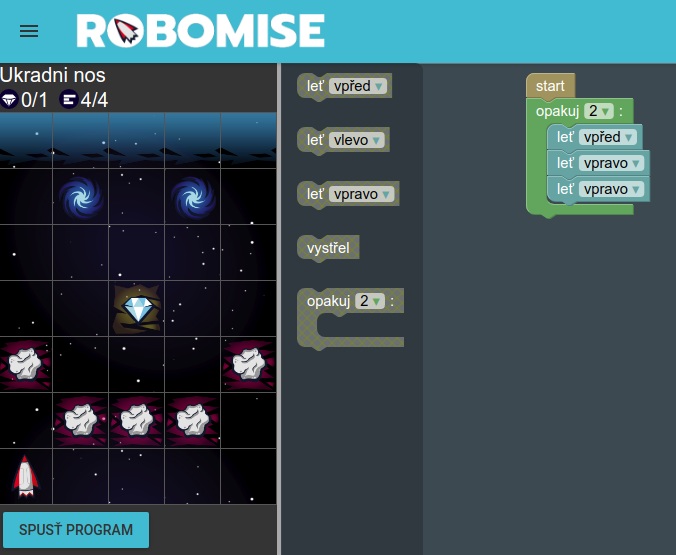 ROBOMISE
Ukradni nos
0/1 4/4
SPUSŤ PROGRAM
leť vpřed
leť vlevo
leť vpravo
vystřel
opakuj 2 :
start
opakuj 2 :
leť vpřed
leť vpravo
leť vpravo